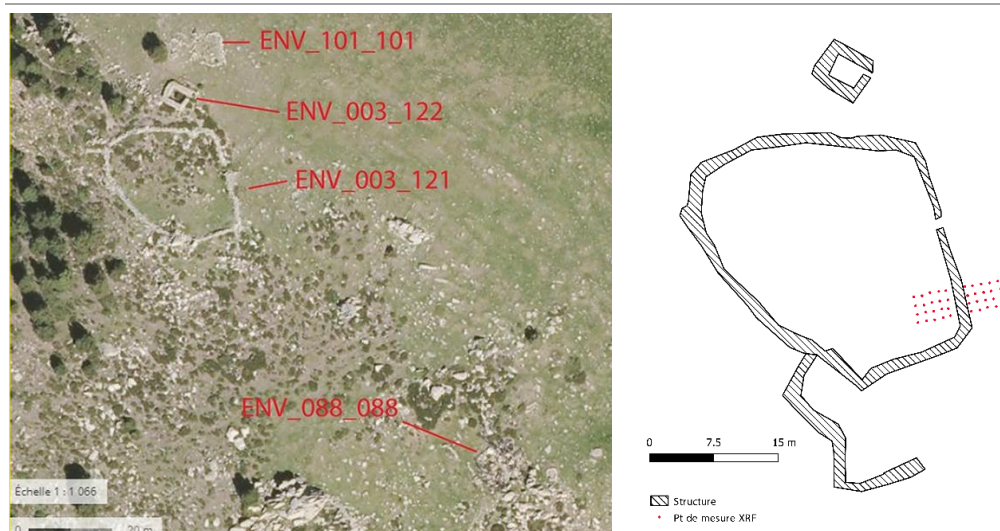 ENV_101_101
ENV_003_122
ENV_003_121
ENV_088_088
Échelle 1 : 1 066
0 20 m
0 7.5 15 m
Structure
Pt de mesure XRF